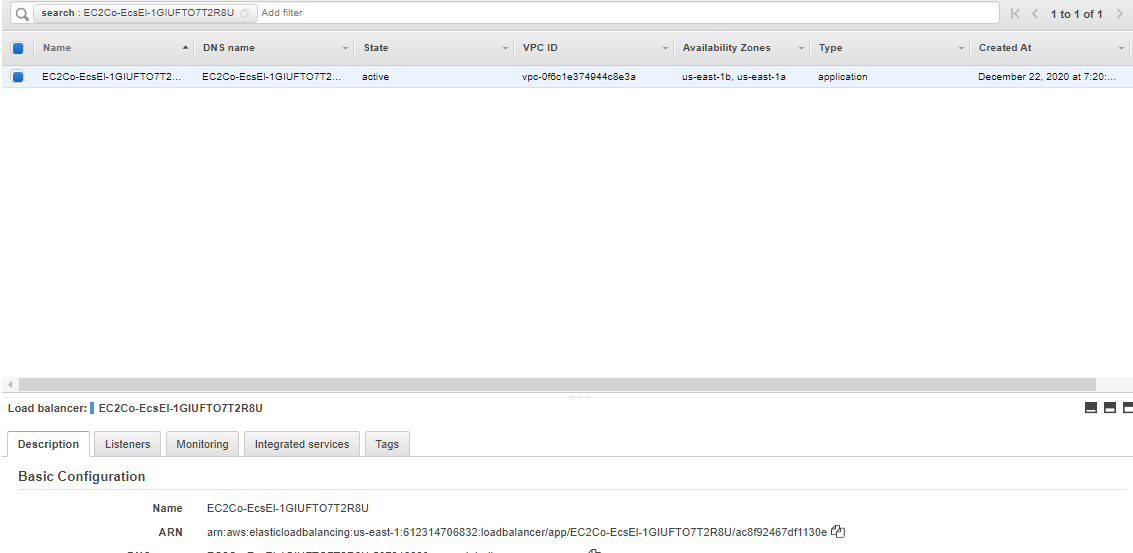 search : EC2Co-EcsEl-1GIUFTO7T2R8U Add filter 1 to 1 of 1
Name DNS name State VPC ID Availability Zones Type Created At
EC2Co-EcsEl-1GIUFTO7T2... EC2Co-EcsEl-1GIUFTO7T2... active vpc-0f6c1e374944c8e3a us-east-1b, us-east-1a application December 22, 2020 at 7:20:...
Load balancer: EC2Co-EcsEl-1GIUFTO7T2R8U
Description Listeners Monitoring Integrated services Tags
Basic Configuration
Name EC2Co-EcsEl-1GIUFTO7T2R8U
ARN arn:aws:elasticloadbalancing:us-east-1:612314706832:loadbalancer/app/EC2Co-EcsEl-1GIUFTO7T2R8U/ac8f92467df1130e